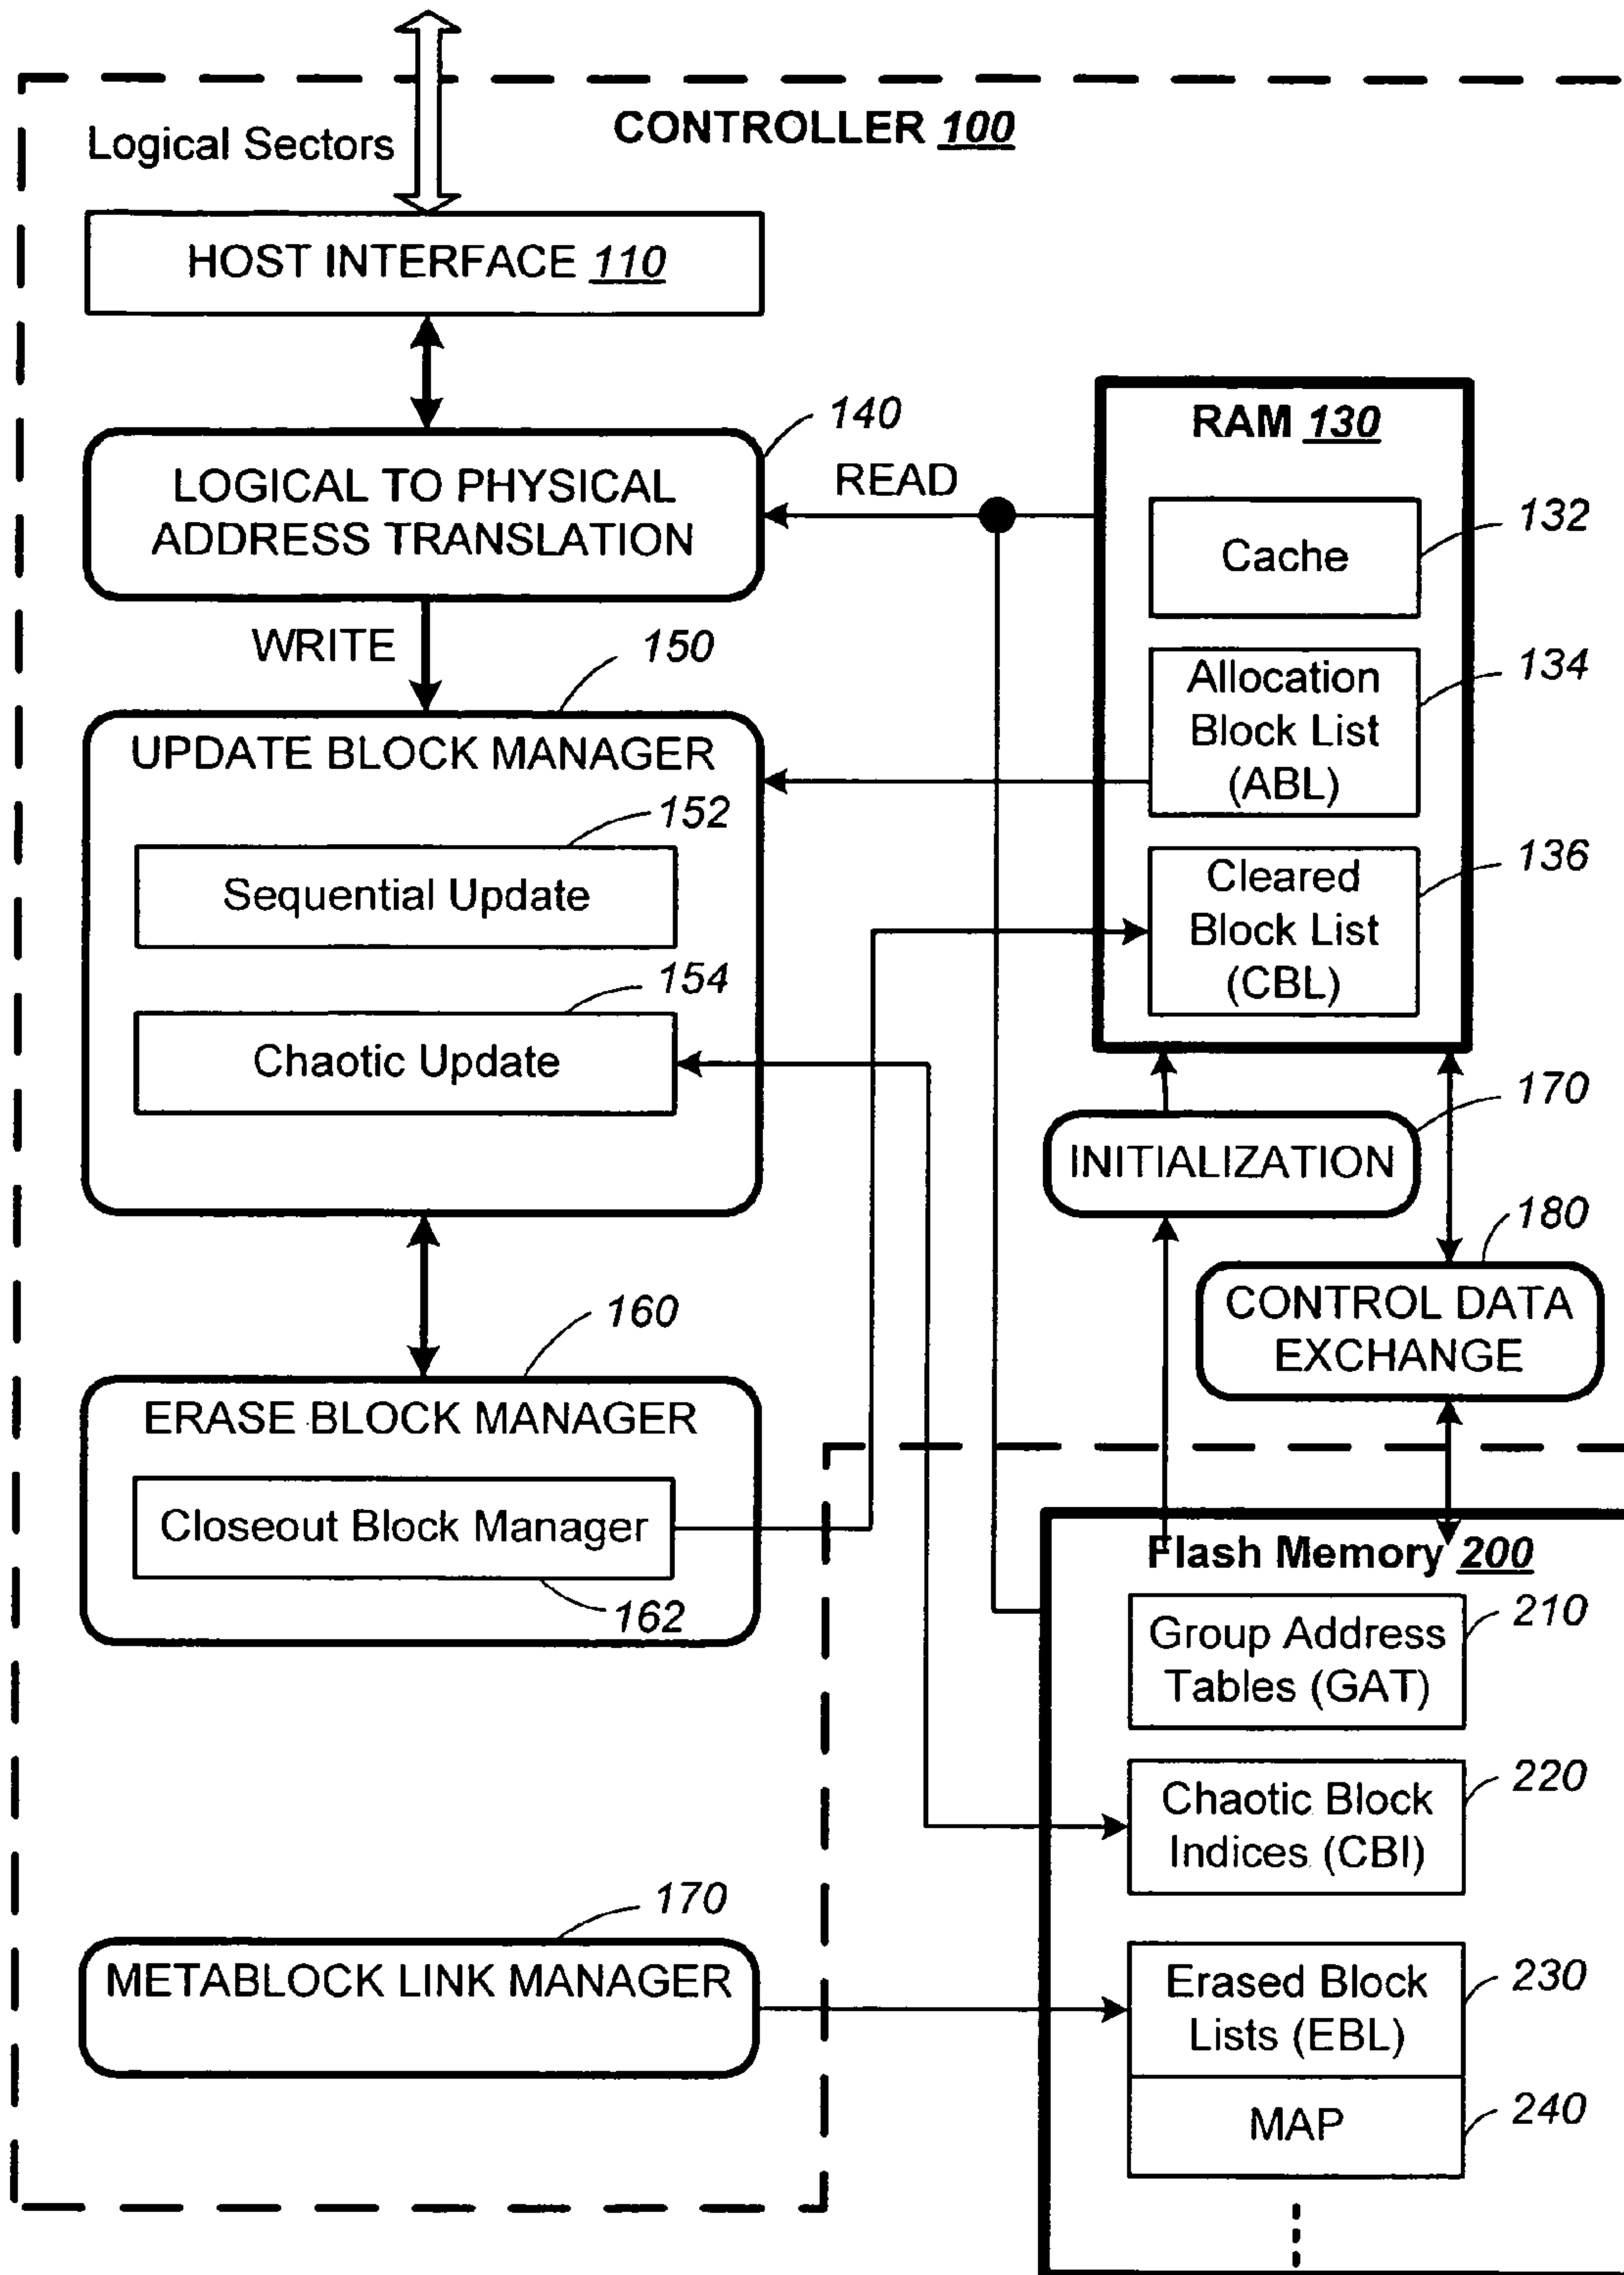 CONTROLLER 100
Logical Sectors
HOST INTERFACE 110
140
LOGICAL TO PHYSICAL
ADDRESS TRANSLATION
READ
RAM 130
Cache
132
WRITE
150
Allocation
Block List
(ABL)
134
UPDATE BLOCK MANAGER
152
Sequential Update
Cleared
Block List
(CBL)
136
154
Chaotic Update
170
INITIALIZATION
180
CONTROL DATA
EXCHANGE
160
ERASE BLOCK MANAGER
Closeout Block Manager
162
Flash Memory 200
Group Address
Tables (GAT)
210
Chaotic Block
Indices (CBI)
220
170
METABLOCK LINK MANAGER
Erased Block
Lists (EBL)
230
MAP
240